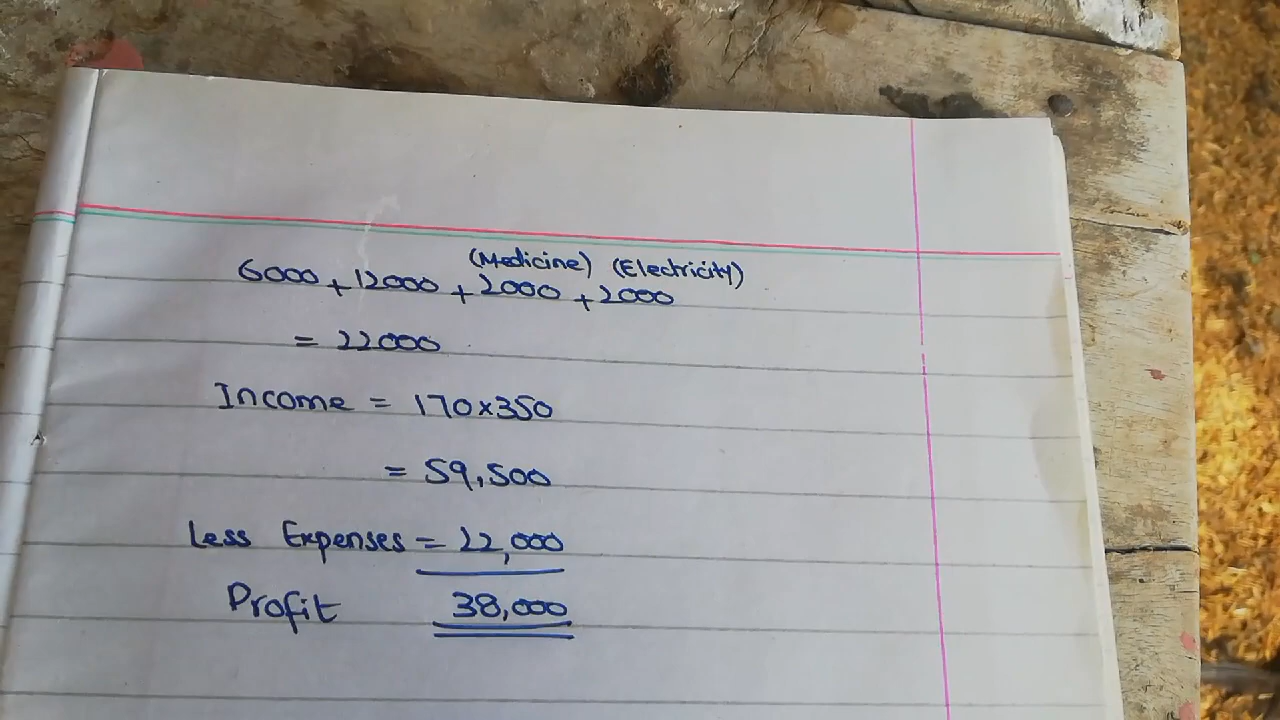 (Medicine) (Electricity)
6000 + 12000 + 2000 + 2000
= 22000
Income = 170x350
= 59,500
Less Expenses = 22,000
Profit 38,000